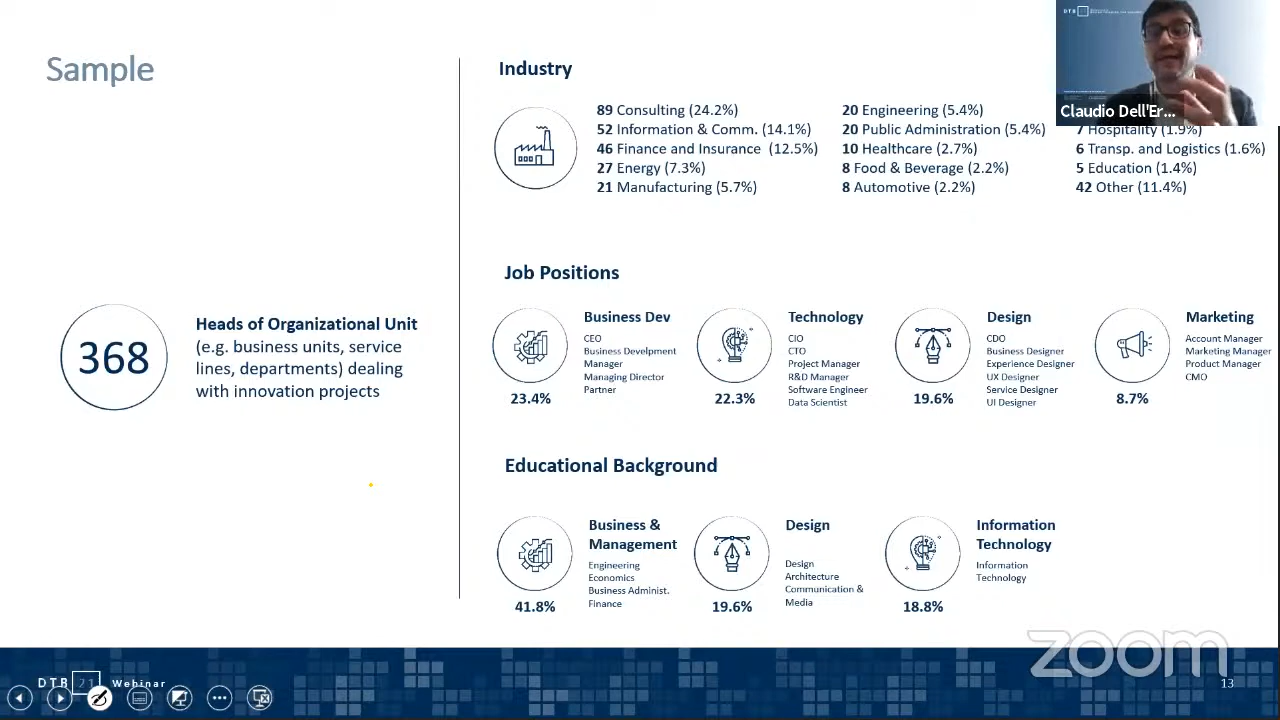 Sample
368
Heads of Organizational Unit
(e.g. business units, service
lines, departments) dealing
with innovation projects
Industry
89 Consulting (24.2%)
52 Information & Comm. (14.1%)
46 Finance and Insurance (12.5%)
27 Energy (7.3%)
21 Manufacturing (5.7%)
20 Engineering (5.4%)
20 Public Administration (5.4%)
10 Healthcare (2.7%)
8 Food & Beverage (2.2%)
8 Automotive (2.2%)
7 Hospitality (1.9%)
6 Transp. and Logistics (1.6%)
5 Education (1.4%)
42 Other (11.4%)
Claudio Dell'Er...
Job Positions
Business Dev
CEO
Business Develpment
Manager
Managing Director
Partner
23.4%
Technology
CIO
CTO
Project Manager
R&D Manager
Software Engineer
Data Scientist
22.3%
Design
CDO
Business Designer
Experience Designer
UX Designer
Service Designer
UI Designer
19.6%
Marketing
Account Manager
Marketing Manager
Product Manager
CMO
8.7%
Educational Background
Business &
Management
Engineering
Economics
Business Administ.
Finance
41.8%
Design
Design
Architecture
Communication &
Media
19.6%
Information
Technology
Information
Technology
18.8%
zoom
DTB 21 Webinar
13